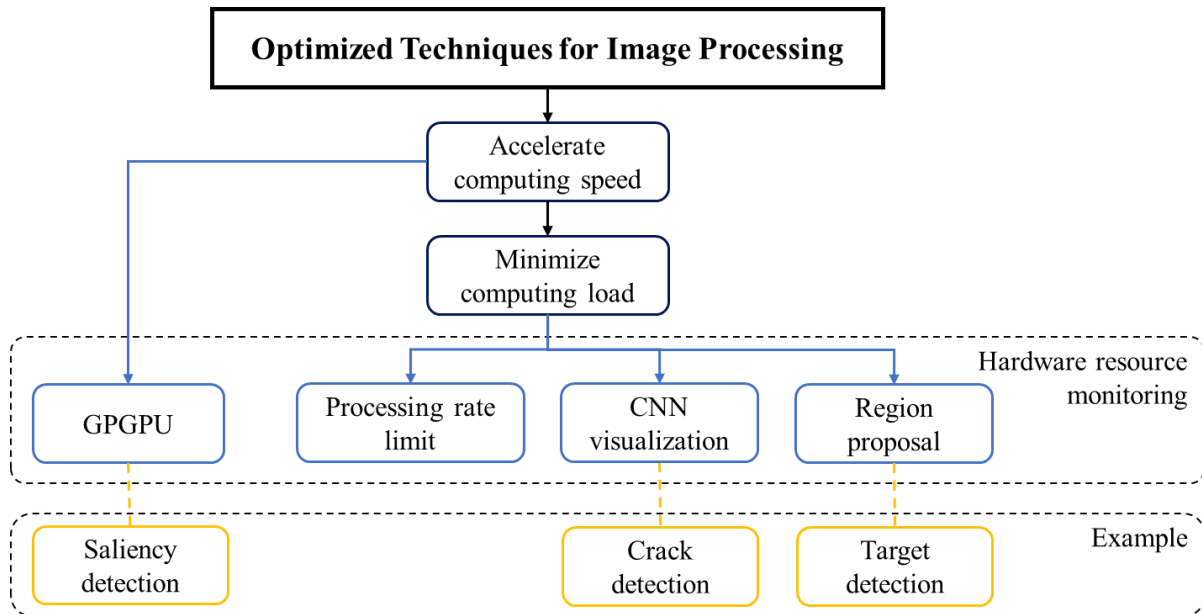 Optimized Techniques for Image Processing
Accelerate
computing speed
Minimize
computing load
Hardware resource
monitoring
GPGPU
Processing rate
limit
CNN
visualization
Region
proposal
Example
Saliency
detection
Crack
detection
Target
detection